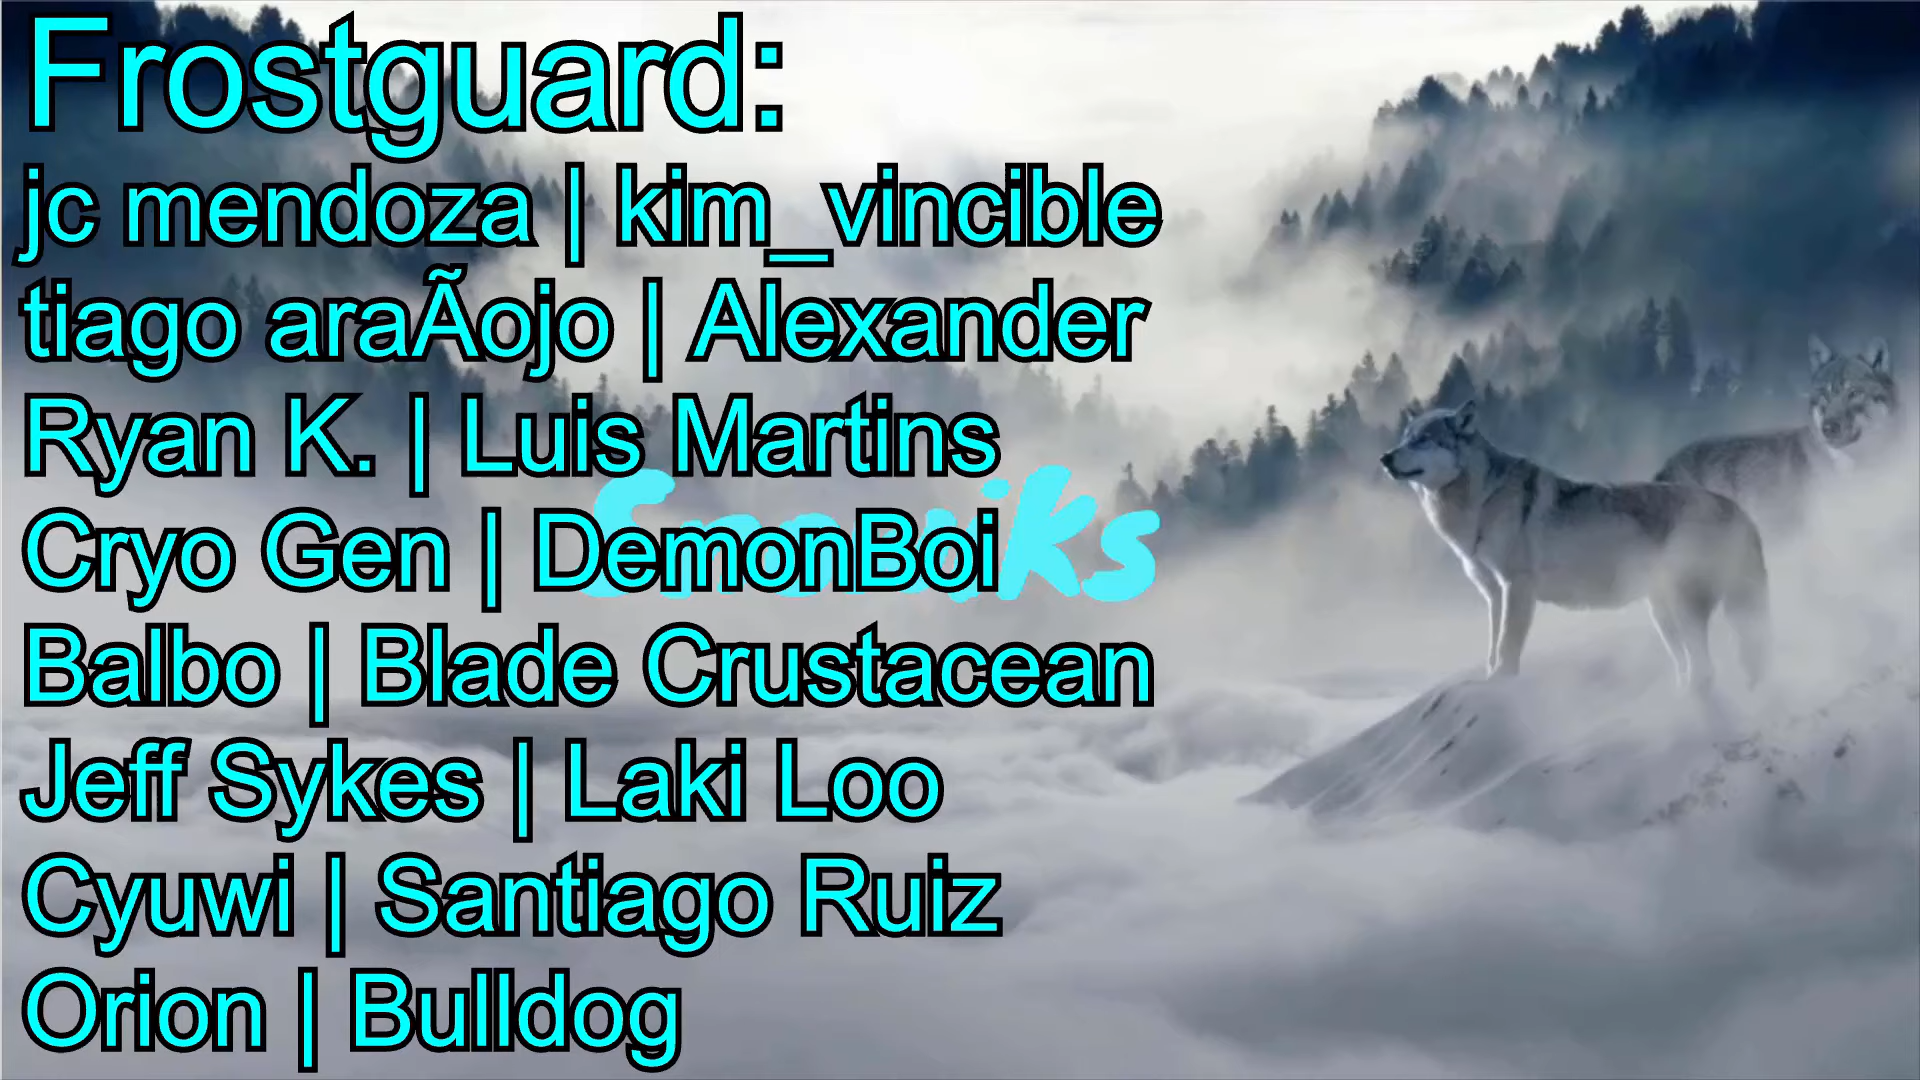 Frostguard:
jc mendoza | kim_vincible
tiago araÃojo | Alexander
Ryan K. | Luis Martins
Cryo Gen | DemonBoi
Balbo | Blade Crustacean
Jeff Sykes | Laki Loo
Cyuwi | Santiago Ruiz
Orion | Bulldog